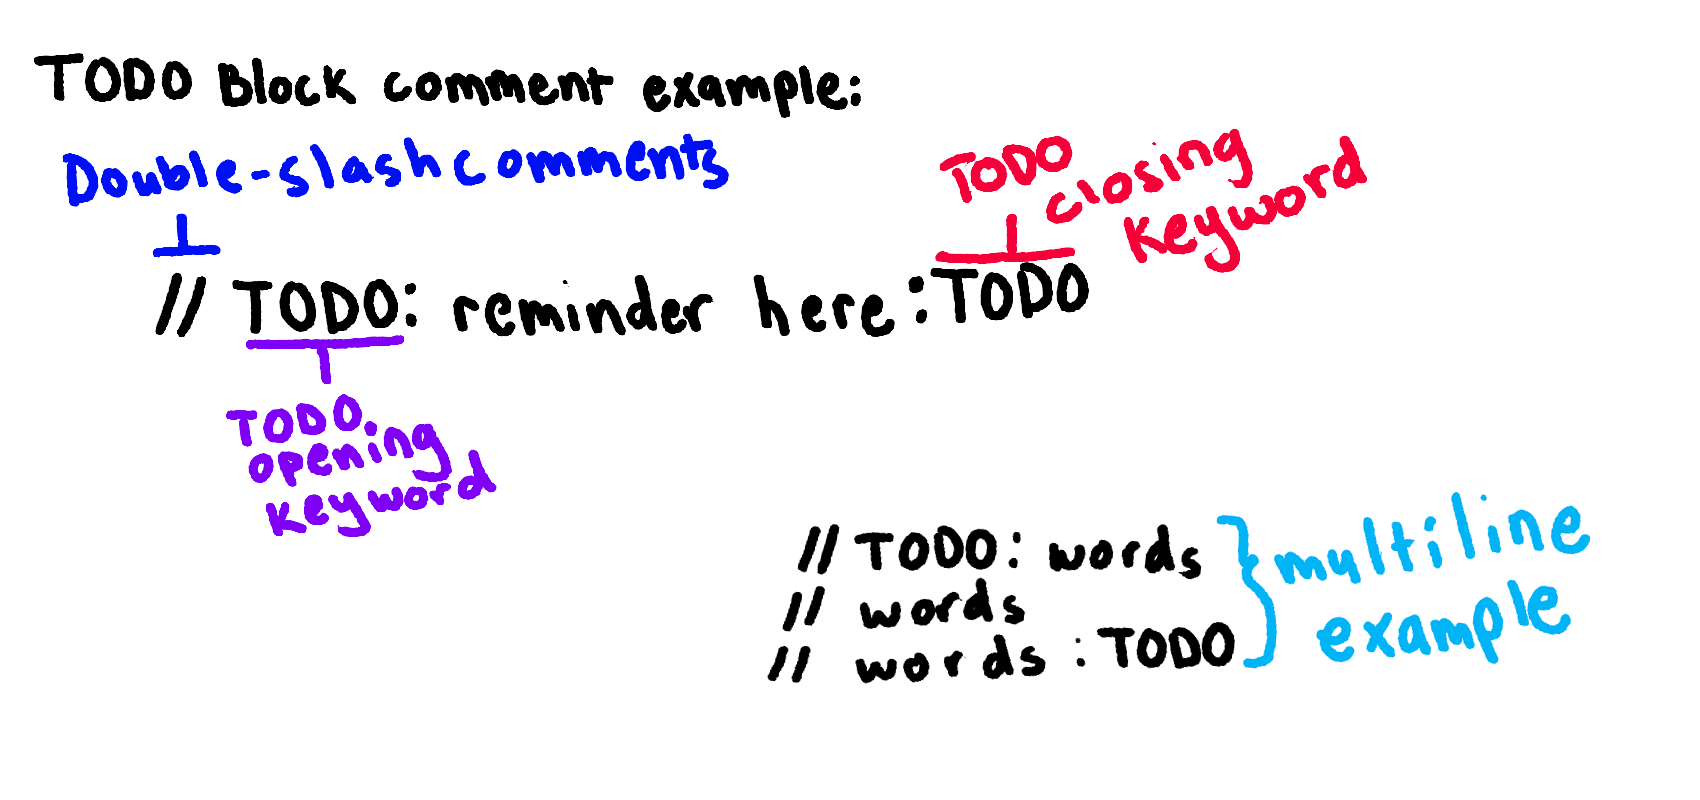 TODO Block comment example:
Double-slash comments
TODO
closing
keyword
// TODO: reminder here :TODO
TODO
opening
keyword
// TODO: words
// words
// words :TODO
multiline
example